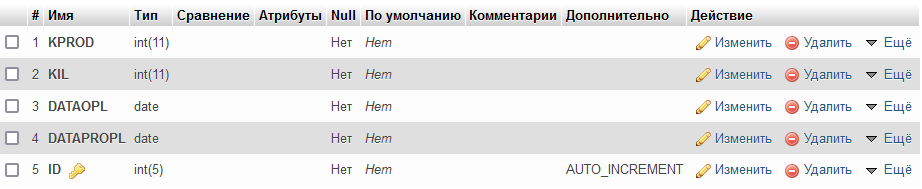 # Имя Тип Сравнение Атрибуты Null По умолчанию Комментарии Дополнительно Действие
1 KPROD int(11) Нет Нет Изменить Удалить Ещё
2 KIL int(11) Нет Нет Изменить Удалить Ещё
3 DATAOPL date Нет Нет Изменить Удалить Ещё
4 DATAPROPL date Нет Нет Изменить Удалить Ещё
5 ID int(5) Нет Нет AUTO_INCREMENT Изменить Удалить Ещё